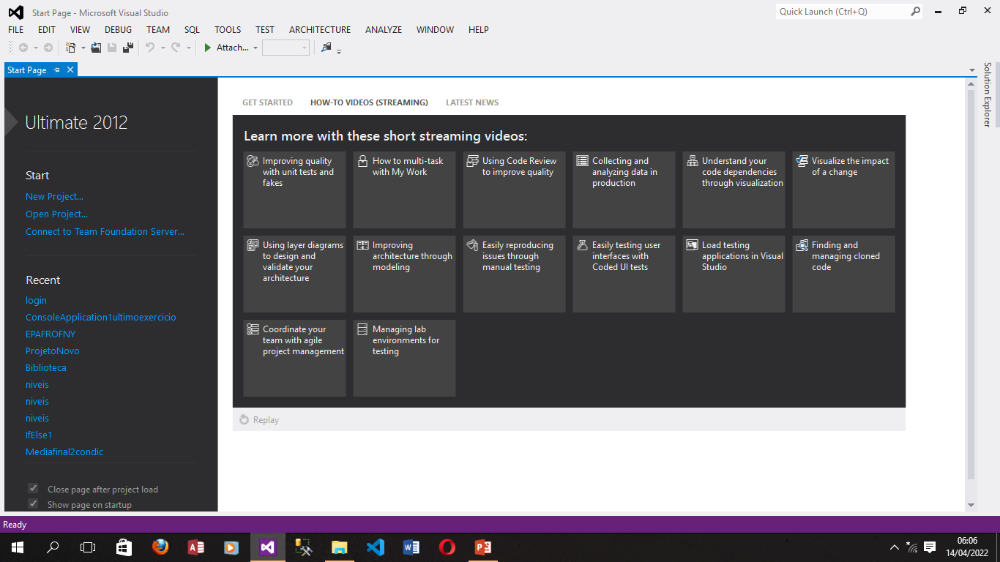 Start Page - Microsoft Visual Studio
Quick Launch (Ctrl+Q)
FILE EDIT VIEW DEBUG TEAM SQL TOOLS TEST ARCHITECTURE ANALYZE WINDOW HELP
Attach...
Start Page
Solution Explorer
Ultimate 2012
Start
New Project...
Open Project...
Connect to Team Foundation Server...
Recent
login
ConsoleApplication1ultimoexercicio
EPAFROFNY
ProjetoNovo
Biblioteca
niveis
niveis
niveis
IfElse1
Mediafinal2condic
Close page after project load
Show page on startup
GET STARTED HOW-TO VIDEOS (STREAMING) LATEST NEWS
Learn more with these short streaming videos:
Improving quality
with unit tests and
fakes
How to multi-task
with My Work
Using Code Review
to improve quality
Collecting and
analyzing data in
production
Understand your
code dependencies
through visualization
Visualize the impact
of a change
Using layer diagrams
to design and
validate your
architecture
Improving
architecture through
modeling
Easily reproducing
issues through
manual testing
Easily testing user
interfaces with
Coded UI tests
Load testing
applications in Visual
Studio
Finding and
managing cloned
code
Coordinate your
team with agile
project management
Managing lab
environments for
testing
Replay
Ready
06:06
14/04/2022